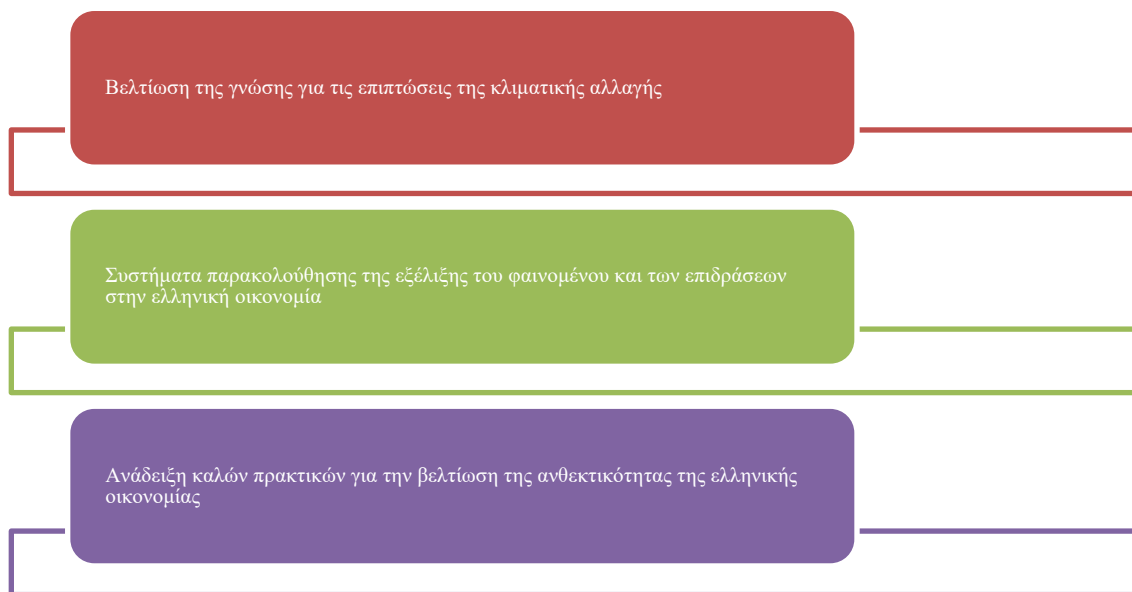 Βελτίωση της γνώσης για τις επιπτώσεις της κλιματικής αλλαγής
Συστήματα παρακολούθησης της εξέλιξης του φαινομένου και των επιδράσεων
στην ελληνική οικονομία
Ανάδειξη καλών πρακτικών για την βελτίωση της ανθεκτικότητας της ελληνικής
οικονομίας